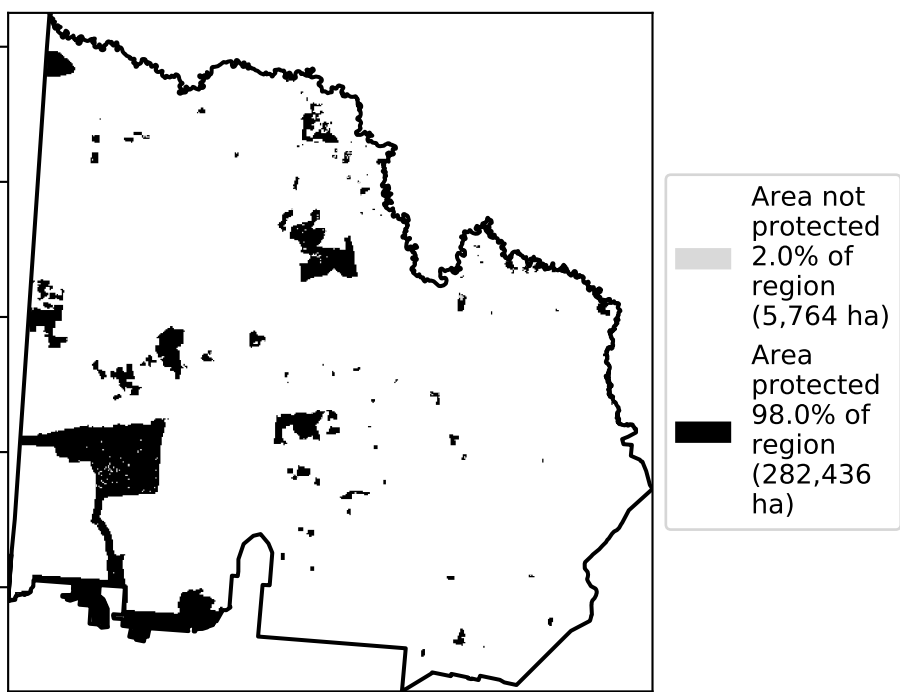 Area not
protected
2.0% of
region
(5,764 ha)
Area
protected
98.0% of
region
(282,436
ha)